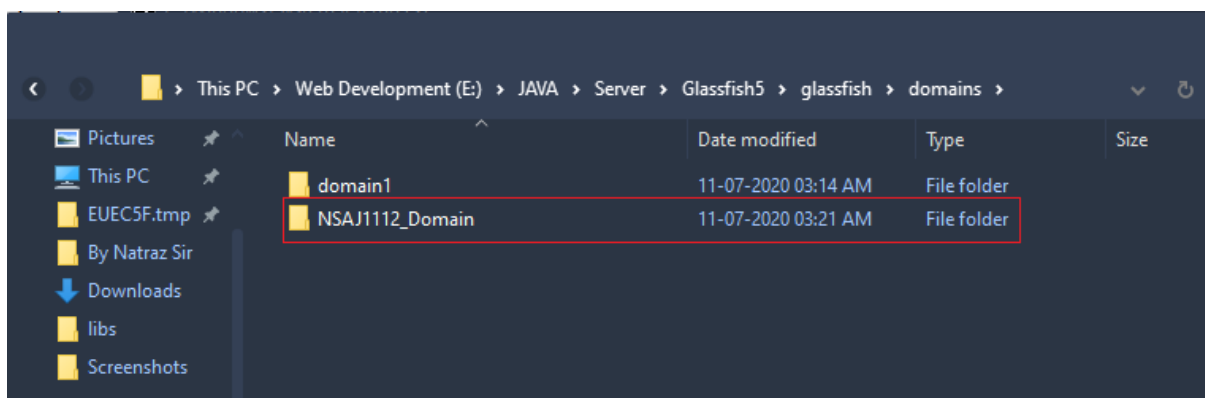 This PC > Web Development (E:) > JAVA > Server > Glassfish5 > glassfish > domains >
Name Date modified Type Size
Pictures
This PC
EUEC5F.tmp
By Natraz Sir
Downloads
libs
Screenshots
domain1 11-07-2020 03:14 AM File folder
NSAJ1112_Domain 11-07-2020 03:21 AM File folder